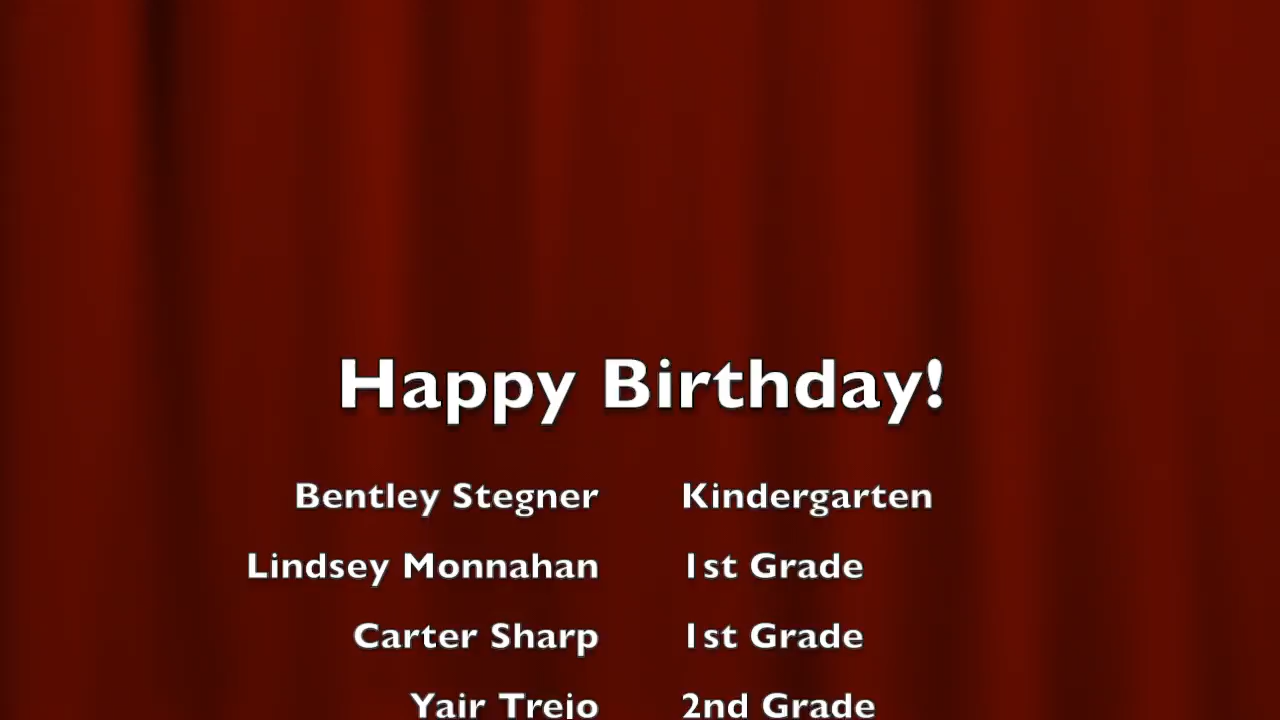 Happy Birthday!
Bentley Stegner Kindergarten
Lindsey Monnahan 1st Grade
Carter Sharp 1st Grade
Yair Trejo 2nd Grade